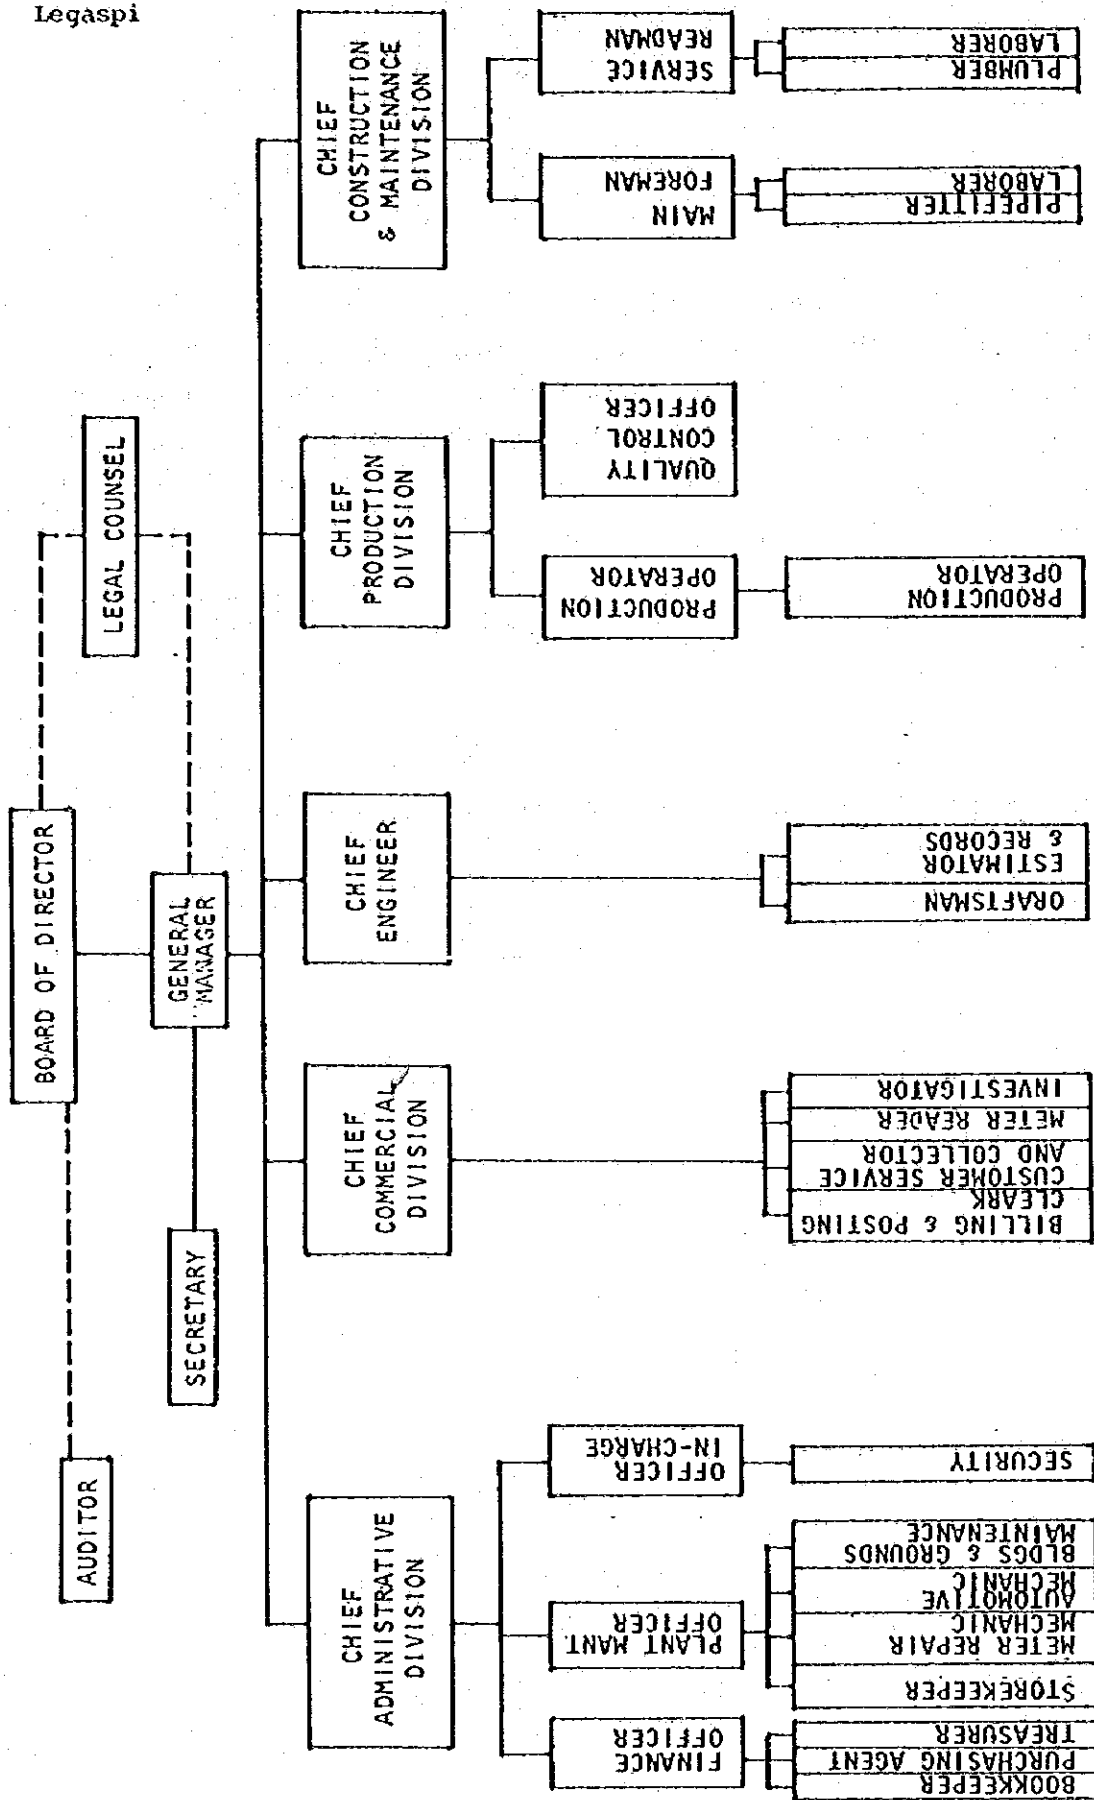 Legaspi
BOARD OF DIRECTOR
AUDITOR
LEGAL COUNSEL
GENERAL
MANAGER
SECRETARY
CHIEF
ADMINISTRATIVE
DIVISION
CHIEF
COMMERCIAL
DIVISION
CHIEF
ENGINEER
CHIEF
PRODUCTION
DIVISION
CHIEF
CONSTRUCTION
& MAINTENANCE
DIVISION
FINANCE
OFFICER
PLANT MANT
OFFICER
OFFICER
IN-CHARGE
PRODUCTION
OPERATOR
QUALITY
CONTROL
OFFICER
MAIN
FOREMAN
SERVICE
READMAN
BOOKKEEPER
PURCHASING AGENT
TREASURER
STOREKEEPER
METER REPAIR
MECHANIC
AUTOMOTIVE
MECHANIC
BLDGS & GROUNDS
MAINTENANCE
SECURITY
BILLING & POSTING
CLEARK
CUSTOMER SERVICE
AND COLLECTOR
METER READER
INVESTIGATOR
DRAFTSMAN
ESTIMATOR
& RECORDS
PRODUCTION
OPERATOR
PIPEFITTER
LABORER
PLUMBER
LABORER